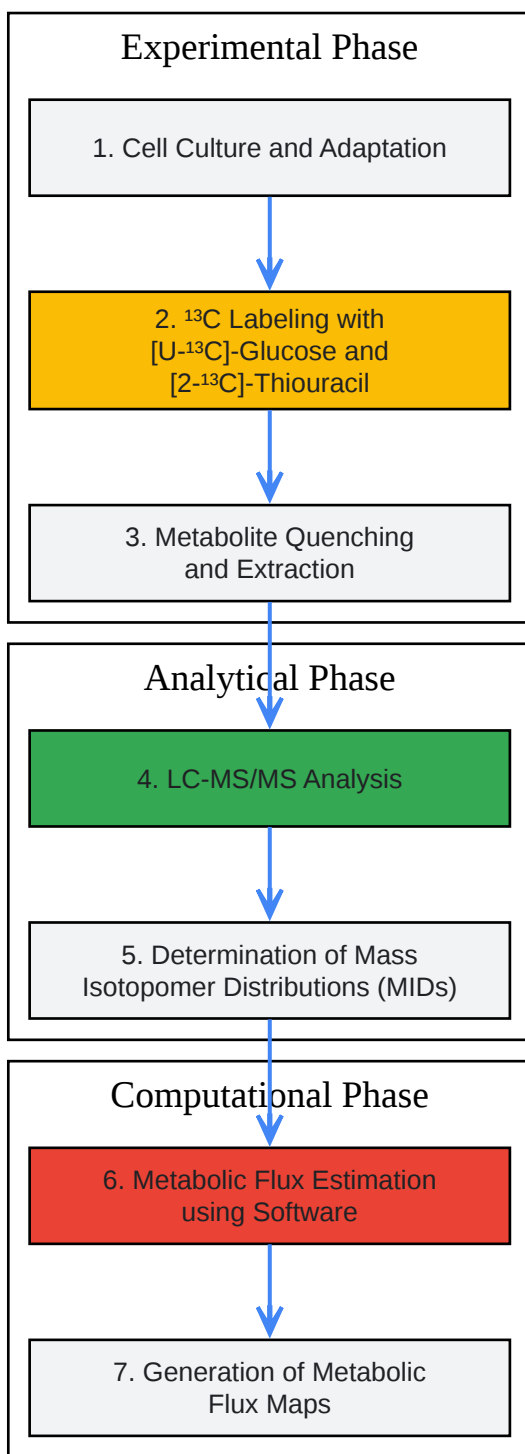 Experimental Phase
1. Cell Culture and Adaptation
2. ¹³C Labeling with
[U-¹³C]-Glucose and
[2-¹³C]-Thiouracil
3. Metabolite Quenching
and Extraction
Analytical Phase
4. LC-MS/MS Analysis
5. Determination of Mass
Isotopomer Distributions (MIDs)
Computational Phase
6. Metabolic Flux Estimation
using Software
7. Generation of Metabolic
Flux Maps